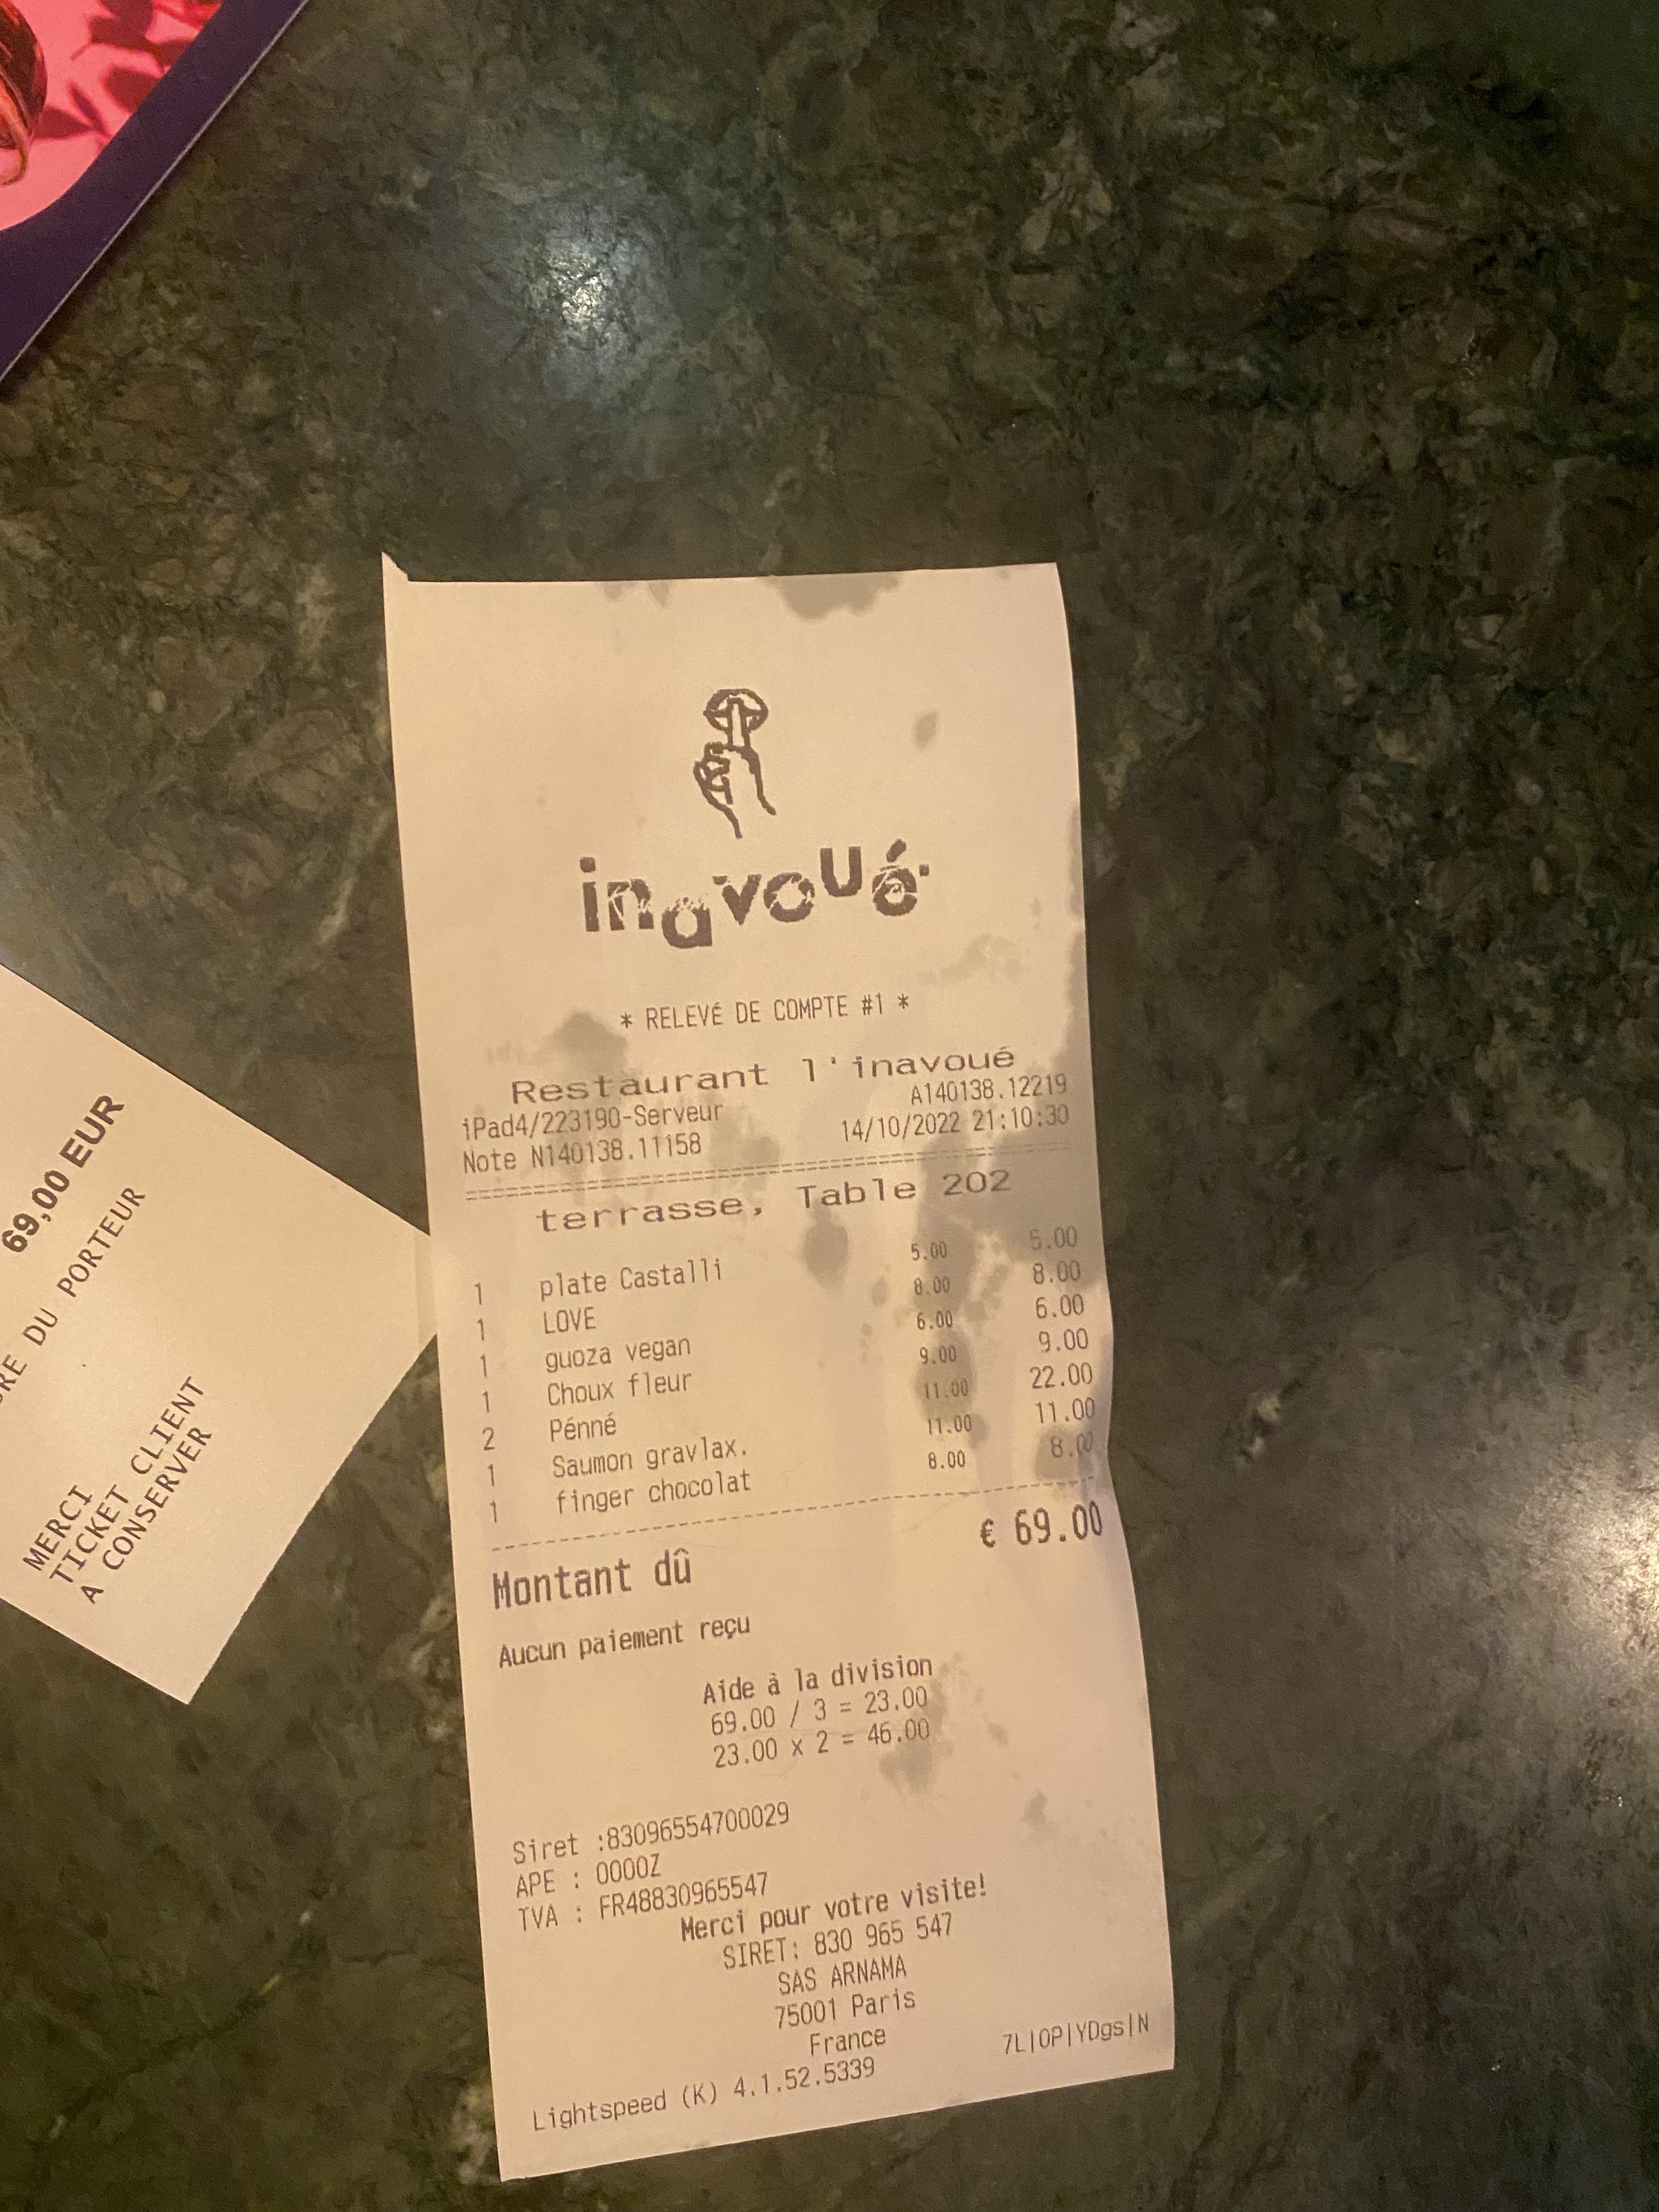 inavoué
* RELEVÉ DE COMPTE #1 *
Restaurant l'inavoué
iPad4/223190-Serveur A140138.12219
Note N140138.11158 14/10/2022 21:10:30
terrasse, Table 202
1 plate Castalli 5.00 5.00
1 LOVE 8.00 8.00
1 guoza vegan 6.00 6.00
1 Choux fleur 9.00 9.00
2 Pénné 11.00 22.00
1 Saumon gravlax. 11.00 11.00
1 finger chocolat 8.00 8.00
Montant dû € 69.00
Aucun paiement reçu
Aide à la division
69.00 / 3 = 23.00
23.00 x 2 = 46.00
Siret :83096554700029
APE : 0000Z
TVA : FR48830965547
Merci pour votre visite!
SIRET: 830 965 547
SAS ARNAMA
75001 Paris
France
Lightspeed (K) 4.1.52.5339 7L|OP|YDgs|N
69,00 EUR
DU PORTEUR
MERCI
TICKET CLIENT
A CONSERVER